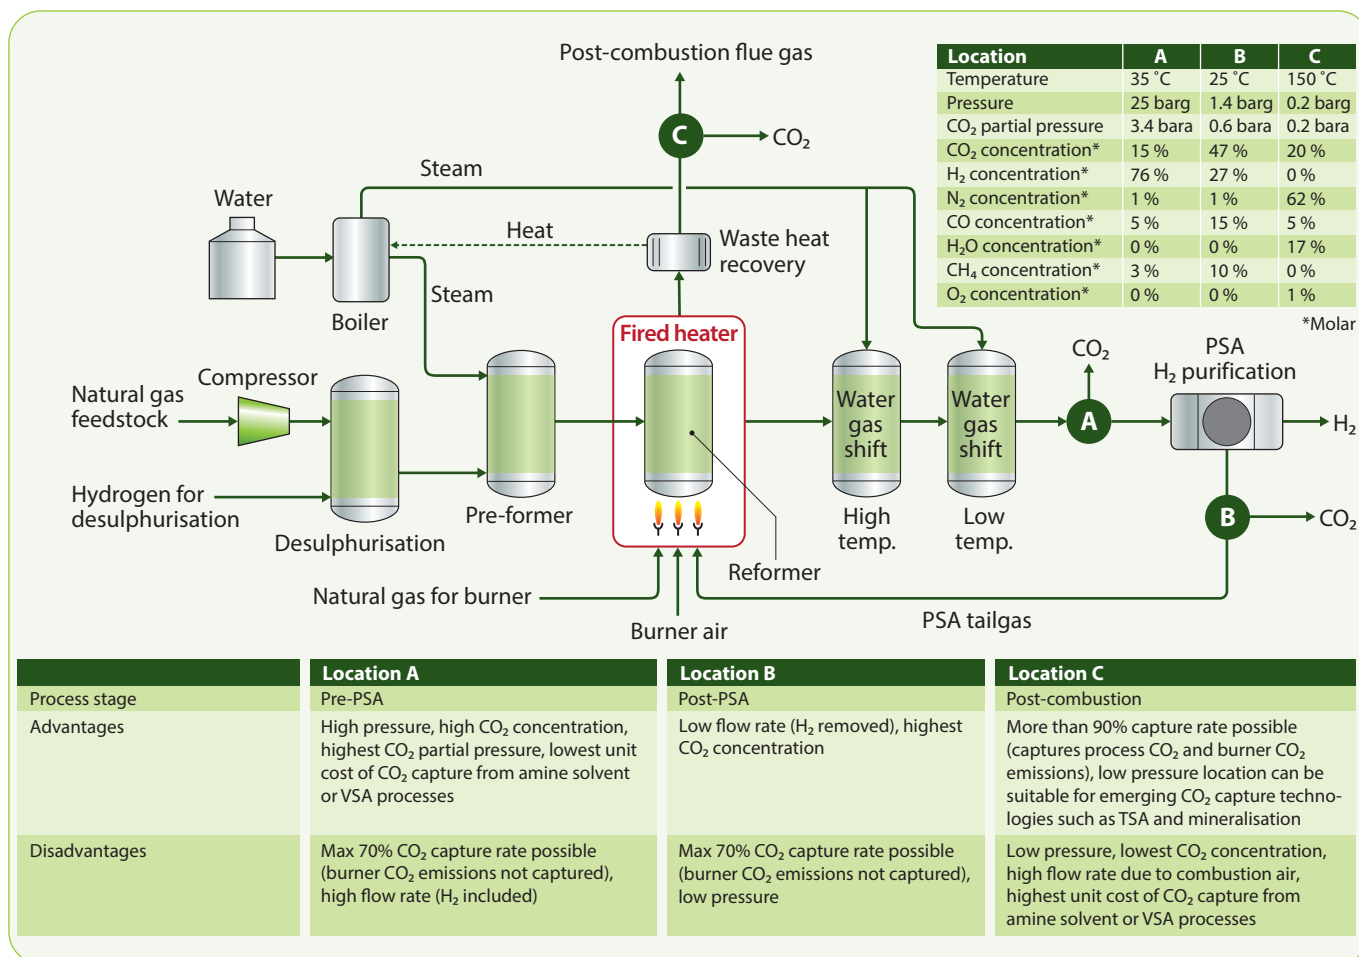 Post-combustion flue gas
C
CO₂
Steam
Water
Heat
Waste heat
recovery
Steam
Boiler
Fired heater
Location A B C
Temperature 35 ˚C 25 ˚C 150 ˚C
Pressure 25 barg 1.4 barg 0.2 barg
CO₂ partial pressure 3.4 bara 0.6 bara 0.2 bara
CO₂ concentration* 15 % 47 % 20 %
H₂ concentration* 76 % 27 % 0 %
N₂ concentration* 1 % 1 % 62 %
CO concentration* 5 % 15 % 5 %
H₂O concentration* 0 % 0 % 17 %
CH₄ concentration* 3 % 10 % 0 %
O₂ concentration* 0 % 0 % 1 %
*Molar
Natural gas
feedstock
Compressor
Hydrogen for
desulphurisation
Desulphurisation
Pre-former
Water
gas
shift
Water
gas
shift
High
temp.
Low
temp.
CO₂
A
PSA
H₂ purification
H₂
B
CO₂
Reformer
Natural gas for burner
Burner air
PSA tailgas
Location A Location B Location C
Process stage Pre-PSA Post-PSA Post-combustion
Advantages
High pressure, high CO₂ concentration,
highest CO₂ partial pressure, lowest unit
cost of CO₂ capture from amine solvent
or VSA processes
Low flow rate (H₂ removed), highest
CO₂ concentration
More than 90% capture rate possible
(captures process CO₂ and burner CO₂
emissions), low pressure location can be
suitable for emerging CO₂ capture techno-
logies such as TSA and mineralisation
Disadvantages
Max 70% CO₂ capture rate possible
(burner CO₂ emissions not captured),
high flow rate (H₂ included)
Max 70% CO₂ capture rate possible
(burner CO₂ emissions not captured),
low pressure
Low pressure, lowest CO₂ concentration,
high flow rate due to combustion air,
highest unit cost of CO₂ capture from
amine solvent or VSA processes